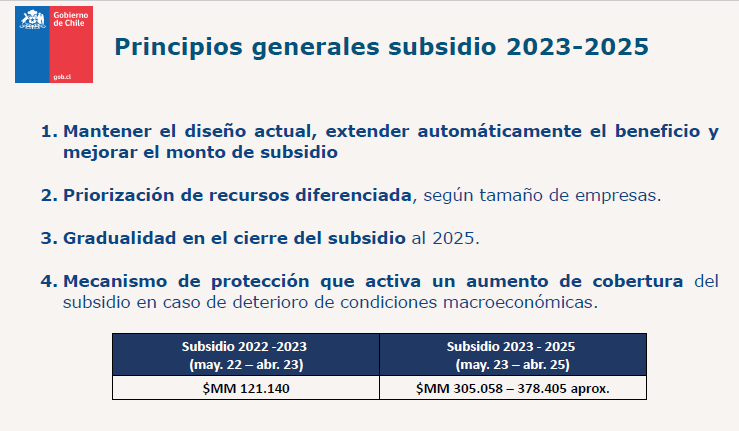 Gobierno
de Chile
gob.cl
Principios generales subsidio 2023-2025
1. Mantener el diseño actual, extender automáticamente el beneficio y
mejorar el monto de subsidio
2. Priorización de recursos diferenciada, según tamaño de empresas.
3. Gradualidad en el cierre del subsidio al 2025.
4. Mecanismo de protección que activa un aumento de cobertura del
subsidio en caso de deterioro de condiciones macroeconómicas.
Subsidio 2022 -2023
(may. 22 – abr. 23)
Subsidio 2023 - 2025
(may. 23 – abr. 25)
$MM 121.140
$MM 305.058 – 378.405 aprox.